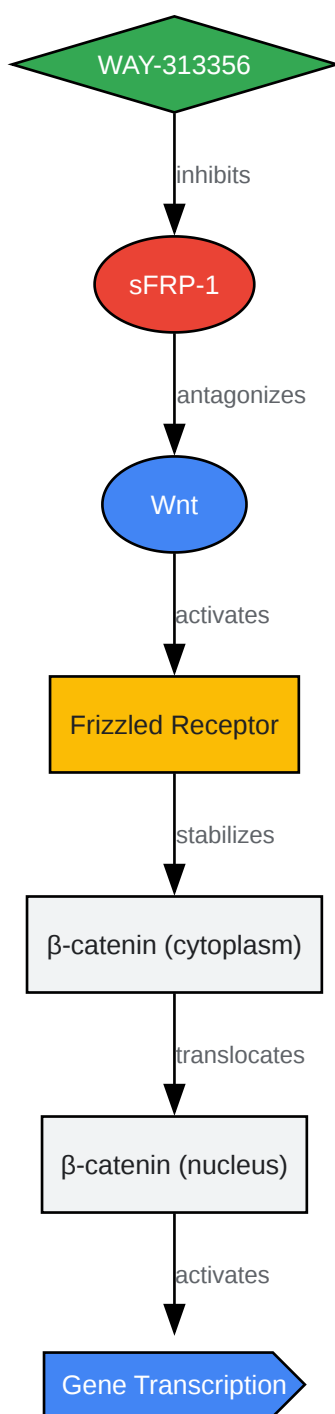 WAY-313356
inhibits
sFRP-1
antagonizes
Wnt
activates
Frizzled Receptor
stabilizes
β-catenin (cytoplasm)
translocates
β-catenin (nucleus)
activates
Gene Transcription